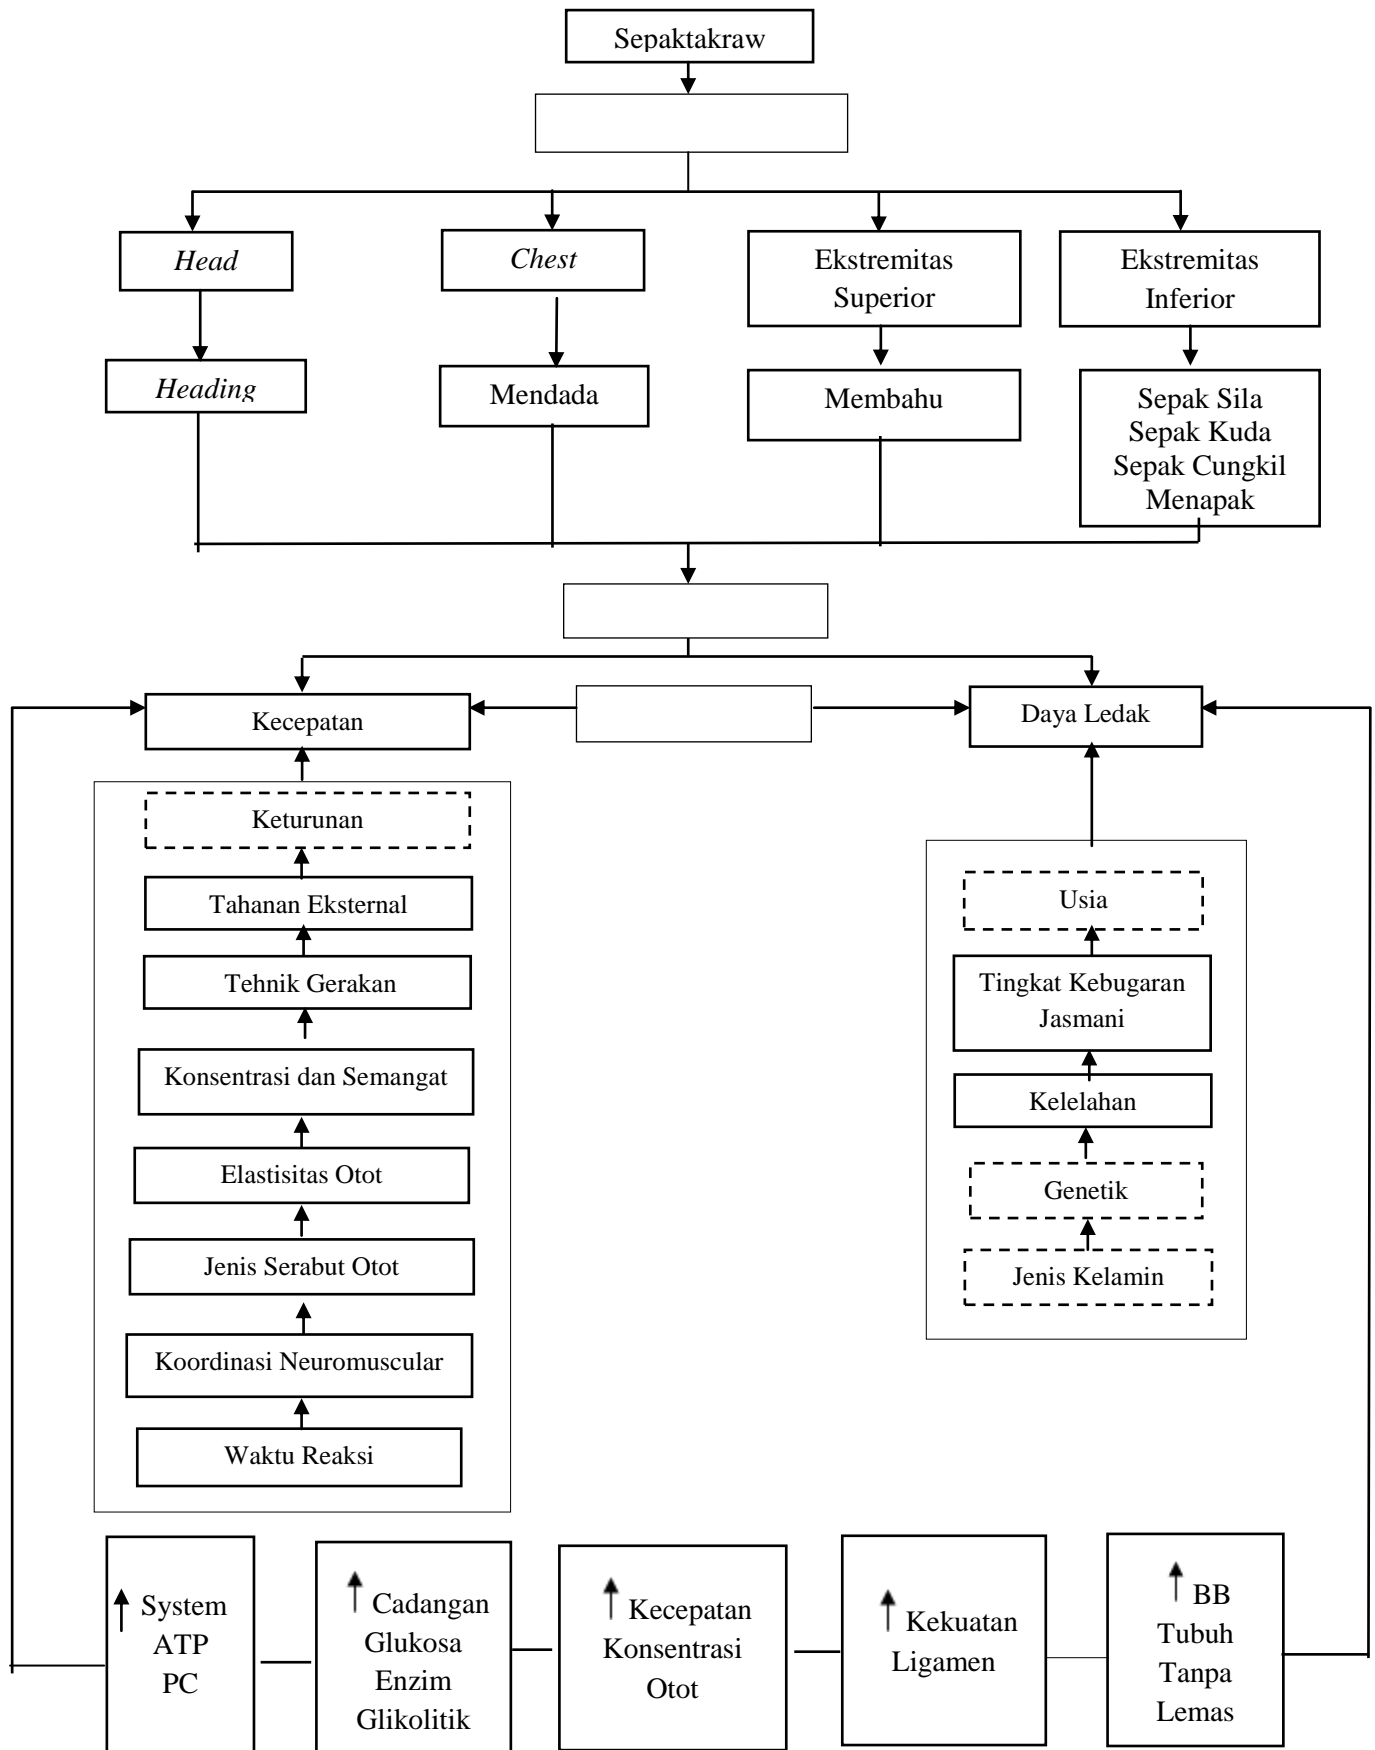 Sepaktakraw
Head
Chest
Ekstremitas
Superior
Ekstremitas
Inferior
Heading
Mendada
Membahu
Sepak Sila
Sepak Kuda
Sepak Cungkil
Menapak
Kecepatan
Daya Ledak
Keturunan
Tahanan Eksternal
Tehnik Gerakan
Konsentrasi dan Semangat
Elastisitas Otot
Jenis Serabut Otot
Koordinasi Neuromuscular
Waktu Reaksi
Usia
Tingkat Kebugaran
Jasmani
Kelelahan
Genetik
Jenis Kelamin
↑ System
ATP
PC
↑ Cadangan
Glukosa
Enzim
Glikolitik
↑ Kecepatan
Konsentrasi
Otot
↑ Kekuatan
Ligamen
↑ BB
Tubuh
Tanpa
Lemas